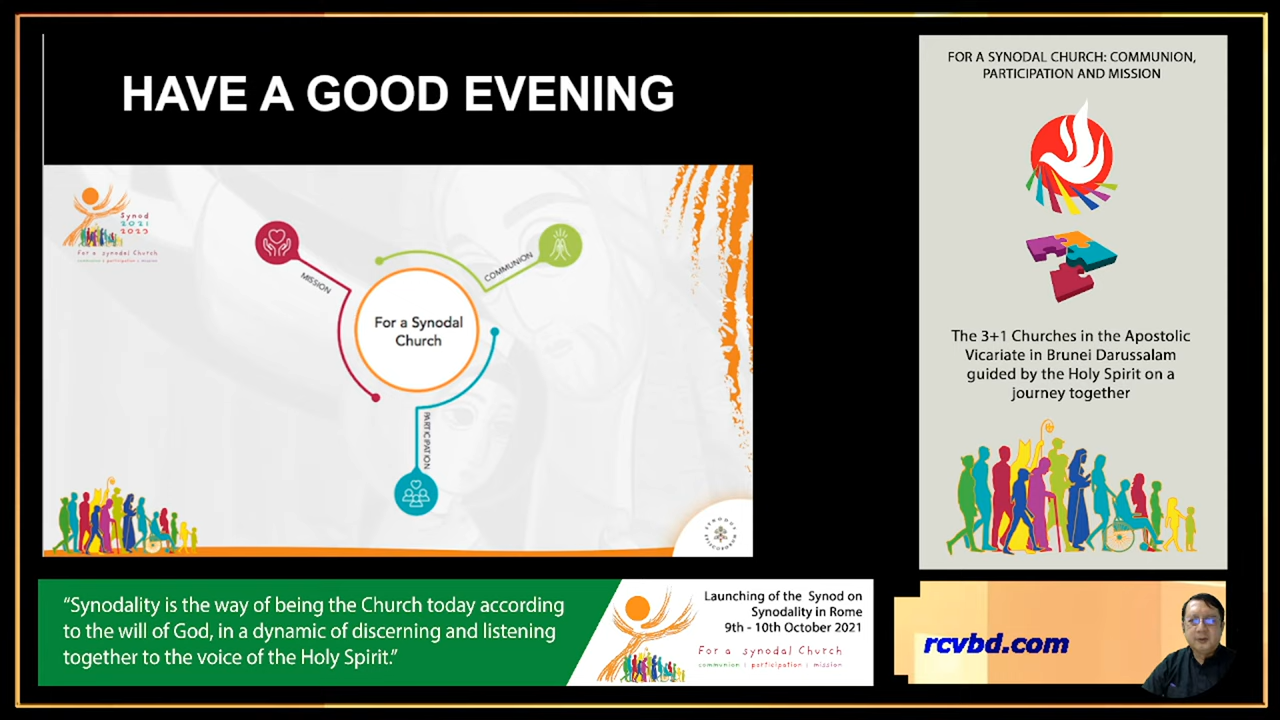 HAVE A GOOD EVENING
Synod
2021
2023
For a synodal Church
communion | participation | mission
MISSION
COMMUNION
For a Synodal
Church
PARTICIPATION
SYNODUS EPISCOPORUM
FOR A SYNODAL CHURCH: COMMUNION,
PARTICIPATION AND MISSION
The 3+1 Churches in the Apostolic
Vicariate in Brunei Darussalam
guided by the Holy Spirit on a
journey together
“Synodality is the way of being the Church today according
to the will of God, in a dynamic of discerning and listening
together to the voice of the Holy Spirit.”
Launching of the Synod on
Synodality in Rome
9th - 10th October 2021
For a synodal Church
communion | participation | mission
rcvbd.com